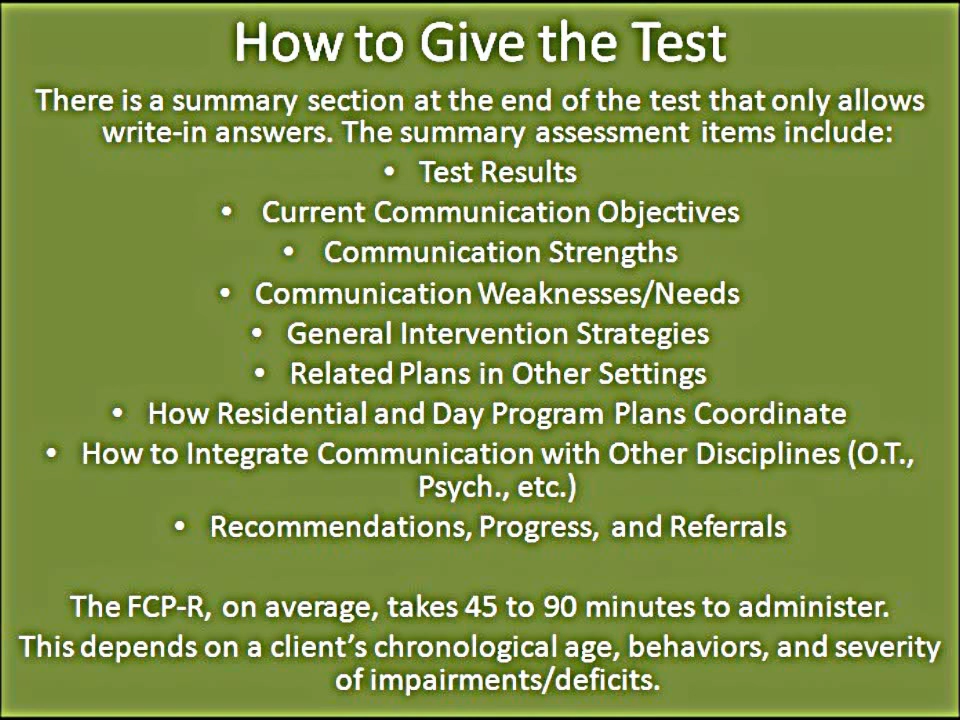 How to Give the Test
There is a summary section at the end of the test that only allows
write-in answers. The summary assessment items include:
• Test Results
• Current Communication Objectives
• Communication Strengths
• Communication Weaknesses/Needs
• General Intervention Strategies
• Related Plans in Other Settings
• How Residential and Day Program Plans Coordinate
• How to Integrate Communication with Other Disciplines (O.T.,
Psych., etc.)
• Recommendations, Progress, and Referrals
The FCP-R, on average, takes 45 to 90 minutes to administer.
This depends on a client's chronological age, behaviors, and severity
of impairments/deficits.